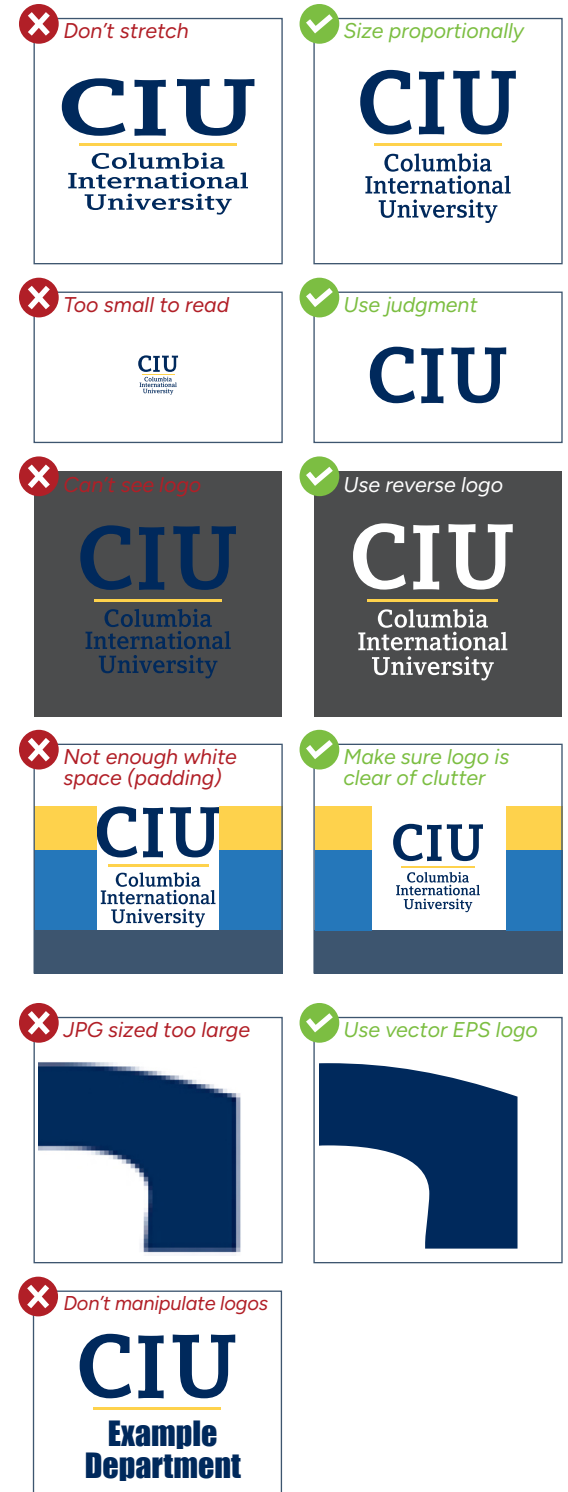 Don't stretch
CIU
Columbia
International
University
Size proportionally
CIU
Columbia
International
University
Too small to read
CIU
Columbia
International
University
Use judgment
CIU
Can't see logo
CIU
Columbia
International
University
Use reverse logo
CIU
Columbia
International
University
Not enough white
space (padding)
CIU
Columbia
International
University
Make sure logo is
clear of clutter
CIU
Columbia
International
University
JPG sized too large
Use vector EPS logo
Don't manipulate logos
CIU
Example
Department